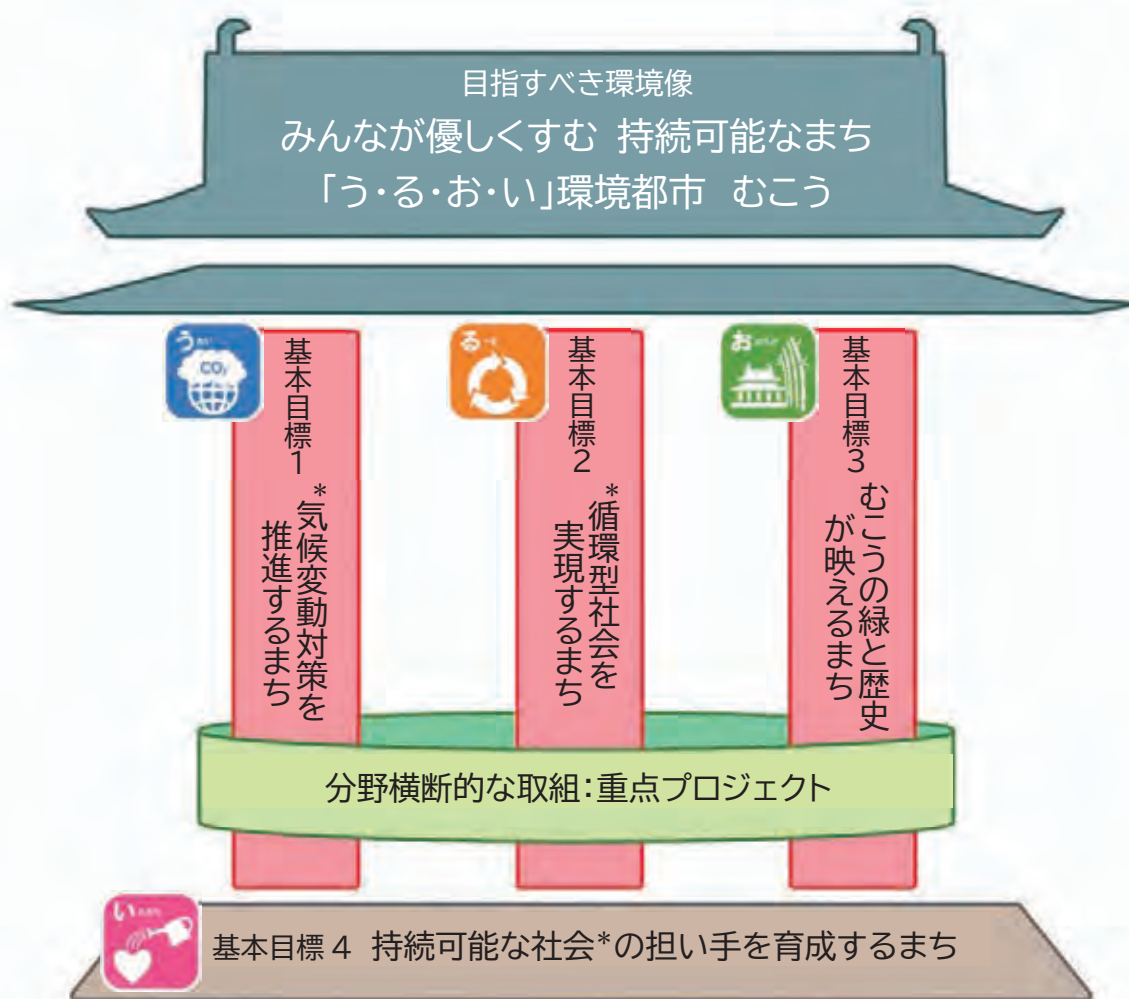 目指すべき環境像
みんなが優しくすむ 持続可能なまち
「う・る・お・い」環境都市 むこう
う
CO₂
基本目標1
*気候変動対策を
推進するまち
る
基本目標2
*循環型社会を
実現するまち
お
基本目標3
むこうの緑と歴史
が映えるまち
分野横断的な取組:重点プロジェクト
い
基本目標4 持続可能な社会*の担い手を育成するまち